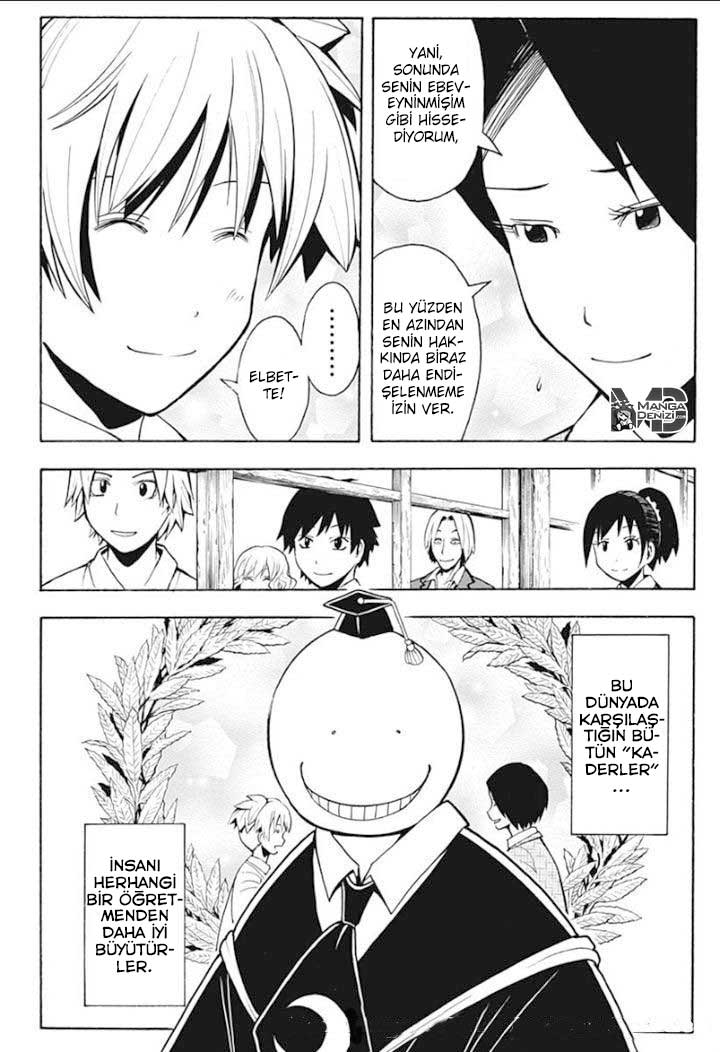 YANİ,
SONUNDA
SENİN EBEV-
EYNİNMİŞİM
GİBİ HİSSE-
DİYORUM,
BU YÜZDEN
EN AZINDAN
SENİN HAK-
KINDA BİRAZ
DAHA ENDİ-
ŞELENMEME
İZİN VER.
MANGA
DENİZİ.com
........
ELBET-
TE!
BU
DÜNYADA
KARŞILAŞ-
TIĞIN BÜ-
TÜN “KA-
DERLER”
...
İNSANI
HERHANGİ
BİR ÖĞRET-
MENDEN
DAHA İYİ
BÜYÜTÜR-
LER.